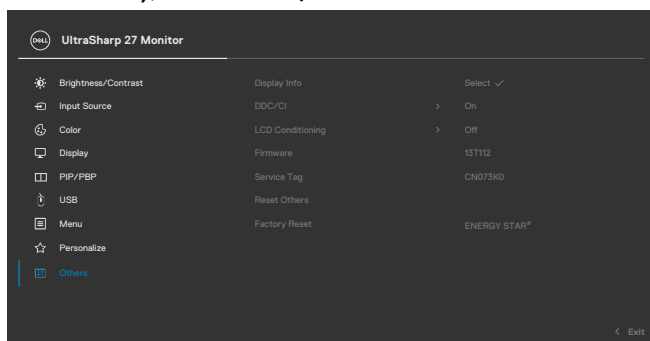 DELL UltraSharp 27 Monitor
Brightness/Contrast Display Info Select ✓
Input Source DDC/CI > On
Color LCD Conditioning > Off
Display Firmware 13T112
PIP/PBP Service Tag CN073K0
USB Reset Others
Menu Factory Reset ENERGY STAR®
Personalize
Others
< Exit